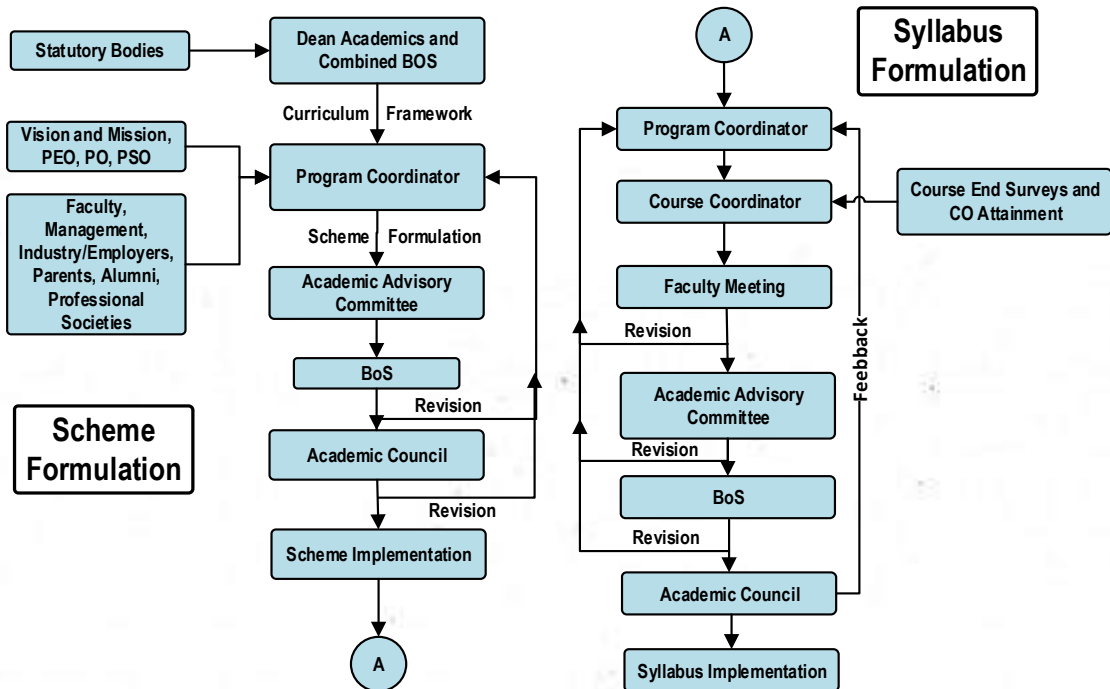 Statutory Bodies
Dean Academics and
Combined BOS
Curriculum Framework
Vision and Mission,
PEO, PO, PSO
Program Coordinator
Faculty,
Management,
Industry/Employers,
Parents, Alumni,
Professional
Societies
Scheme Formulation
Academic Advisory
Committee
BoS
Revision
Scheme
Formulation
Academic Council
Revision
Scheme Implementation
A
A
Syllabus
Formulation
Program Coordinator
Course Coordinator
Course End Surveys and
CO Attainment
Faculty Meeting
Revision
Feebback
Academic Advisory
Committee
Revision
BoS
Revision
Academic Council
Syllabus Implementation